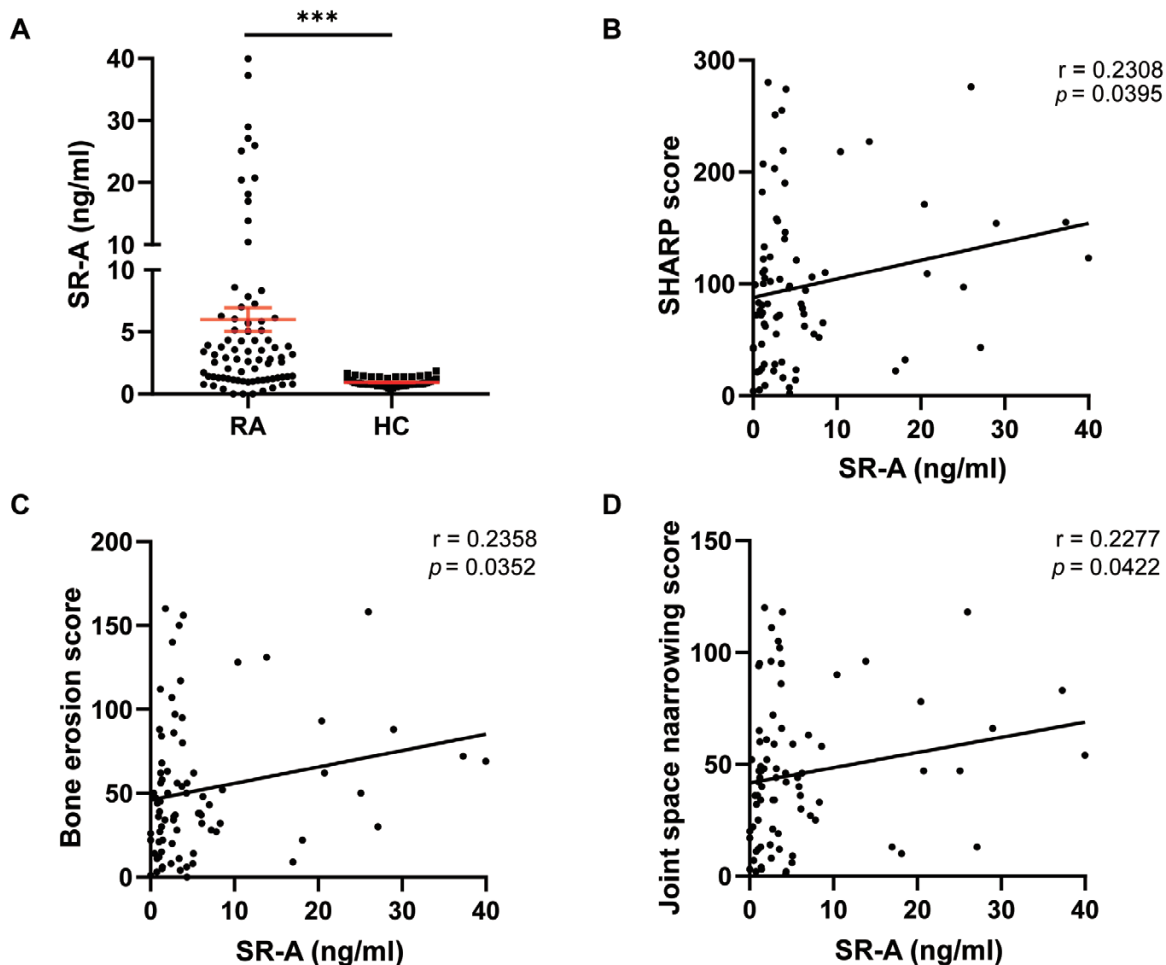 A
***
SR-A (ng/ml)
40
30
20
10
10
5
0
RA
HC
B
r = 0.2308
p = 0.0395
SHARP score
300
200
100
0
0 10 20 30 40
SR-A (ng/ml)
C
r = 0.2358
p = 0.0352
Bone erosion score
200
150
100
50
0
0 10 20 30 40
SR-A (ng/ml)
D
r = 0.2277
p = 0.0422
Joint space naarrowing score
150
100
50
0
0 10 20 30 40
SR-A (ng/ml)